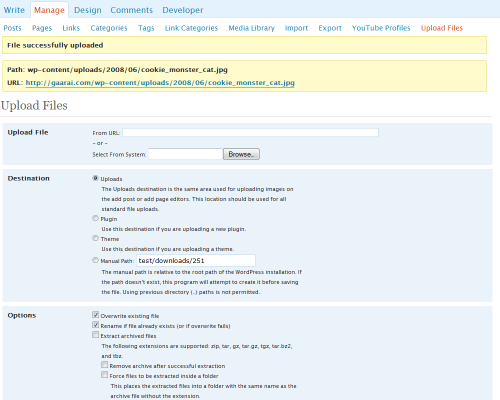 Write Manage Design Comments Developer
Posts Pages Links Categories Tags Link Categories Media Library Import Export YouTube Profiles Upload Files
File successfully uploaded
Path: wp-content/uploads/2008/06/cookie_monster_cat.jpg
URL: http://gaarai.com/wp-content/uploads/2008/06/cookie_monster_cat.jpg
Upload Files
Upload File From URL:
- or -
Select From System: Browse..
Destination Uploads
The Uploads destination is the same area used for uploading images on
the add post or add page editors. This location should be used for all
standard file uploads.
Plugin
Use this destination if you are uploading a new plugin.
Theme
Use this destination if you are uploading a theme.
Manual Path: test/downloads/251
The manual path is relative to the root path of the WordPress installation. If
the path doesn't exist, this program will attempt to create it before saving
the file. Using previous directory (..) paths is not permitted.
Options Overwrite existing file
Rename if file already exists (or if overwrite fails)
Extract archived files
The following extensions are supported: zip, tar, gz, tar.gz, tgz, tar.bz2,
and tbz.
Remove archive after successful extraction
Force files to be extracted inside a folder
This places the extracted files into a folder with the same name as the
archive file without the extension.